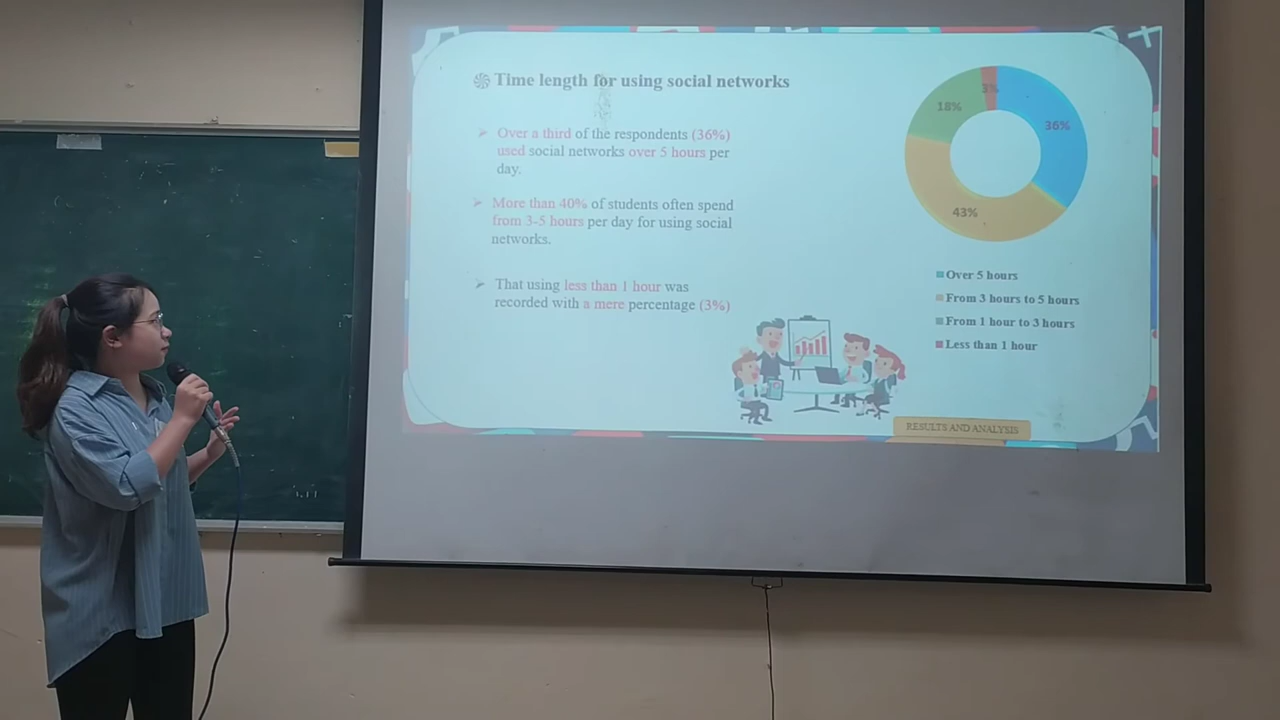 Time length for using social networks
Over a third of the respondents (36%)
used social networks over 5 hours per
day.
More than 40% of students often spend
from 3-5 hours per day for using social
networks.
That using less than 1 hour was
recorded with a mere percentage (3%)
3%
18%
36%
43%
Over 5 hours
From 3 hours to 5 hours
From 1 hour to 3 hours
Less than 1 hour
RESULTS AND ANALYSIS